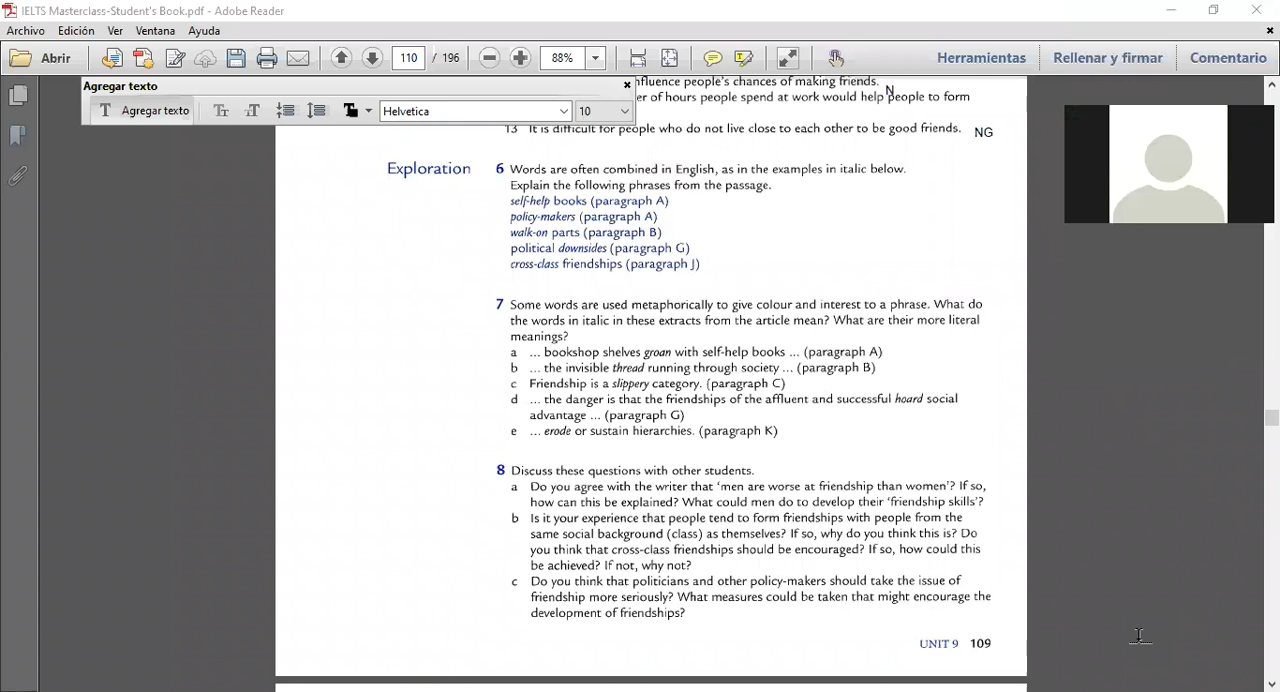 IELTS Masterclass-Student's Book.pdf - Adobe Reader
Archivo Edición Ver Ventana Ayuda
Abrir 110 / 196 88% Herramientas Rellenar y firmar Comentario
Agregar texto
T Agregar texto Helvetica 10
nfluence people's chances of making friends.
N
er of hours people spend at work would help people to form
13 It is difficult for people who do not live close to each other to be good friends. NG
Exploration 6 Words are often combined in English, as in the examples in italic below.
Explain the following phrases from the passage.
self-help books (paragraph A)
policy-makers (paragraph A)
walk-on parts (paragraph B)
political downsides (paragraph G)
cross-class friendships (paragraph J)
7 Some words are used metaphorically to give colour and interest to a phrase. What do
the words in italic in these extracts from the article mean? What are their more literal
meanings?
a ... bookshop shelves groan with self-help books ... (paragraph A)
b ... the invisible thread running through society ... (paragraph B)
c Friendship is a slippery category. (paragraph C)
d ... the danger is that the friendships of the affluent and successful hoard social
advantage ... (paragraph G)
e ... erode or sustain hierarchies. (paragraph K)
8 Discuss these questions with other students.
a Do you agree with the writer that 'men are worse at friendship than women'? If so,
how can this be explained? What could men do to develop their 'friendship skills'?
b Is it your experience that people tend to form friendships with people from the
same social background (class) as themselves? If so, why do you think this is? Do
you think that cross-class friendships should be encouraged? If so, how could this
be achieved? If not, why not?
c Do you think that politicians and other policy-makers should take the issue of
friendship more seriously? What measures could be taken that might encourage the
development of friendships?
UNIT 9 109